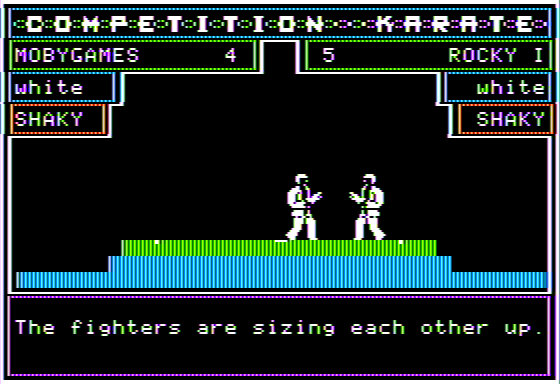 COMPETITION KARATE
MOBYGAMES 4 5 ROCKY I
white white
SHAKY SHAKY
The fighters are sizing each other up.